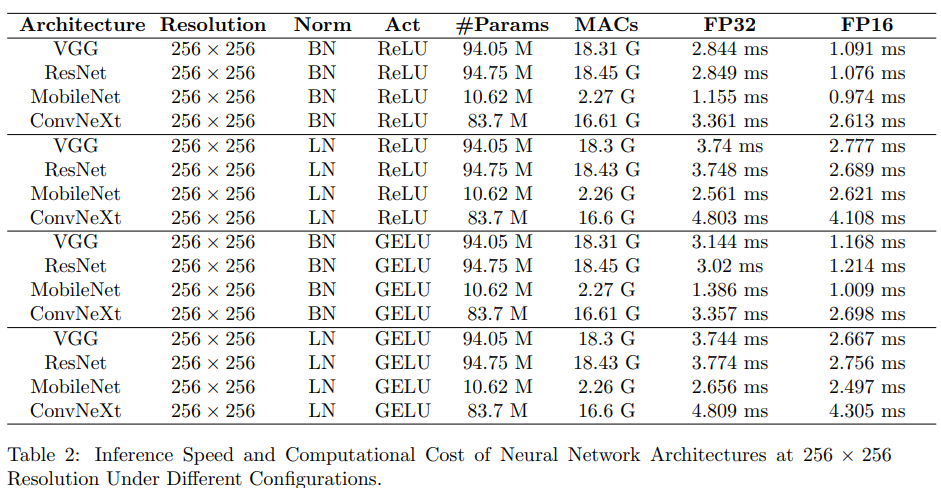 Architecture Resolution Norm Act #Params MACs FP32 FP16
VGG 256 × 256 BN ReLU 94.05 M 18.31 G 2.844 ms 1.091 ms
ResNet 256 × 256 BN ReLU 94.75 M 18.45 G 2.849 ms 1.076 ms
MobileNet 256 × 256 BN ReLU 10.62 M 2.27 G 1.155 ms 0.974 ms
ConvNeXt 256 × 256 BN ReLU 83.7 M 16.61 G 3.361 ms 2.613 ms
VGG 256 × 256 LN ReLU 94.05 M 18.3 G 3.74 ms 2.777 ms
ResNet 256 × 256 LN ReLU 94.75 M 18.43 G 3.748 ms 2.689 ms
MobileNet 256 × 256 LN ReLU 10.62 M 2.26 G 2.561 ms 2.621 ms
ConvNeXt 256 × 256 LN ReLU 83.7 M 16.6 G 4.803 ms 4.108 ms
VGG 256 × 256 BN GELU 94.05 M 18.31 G 3.144 ms 1.168 ms
ResNet 256 × 256 BN GELU 94.75 M 18.45 G 3.02 ms 1.214 ms
MobileNet 256 × 256 BN GELU 10.62 M 2.27 G 1.386 ms 1.009 ms
ConvNeXt 256 × 256 BN GELU 83.7 M 16.61 G 3.357 ms 2.698 ms
VGG 256 × 256 LN GELU 94.05 M 18.3 G 3.744 ms 2.667 ms
ResNet 256 × 256 LN GELU 94.75 M 18.43 G 3.774 ms 2.756 ms
MobileNet 256 × 256 LN GELU 10.62 M 2.26 G 2.656 ms 2.497 ms
ConvNeXt 256 × 256 LN GELU 83.7 M 16.6 G 4.809 ms 4.305 ms
Table 2: Inference Speed and Computational Cost of Neural Network Architectures at 256 × 256
Resolution Under Different Configurations.